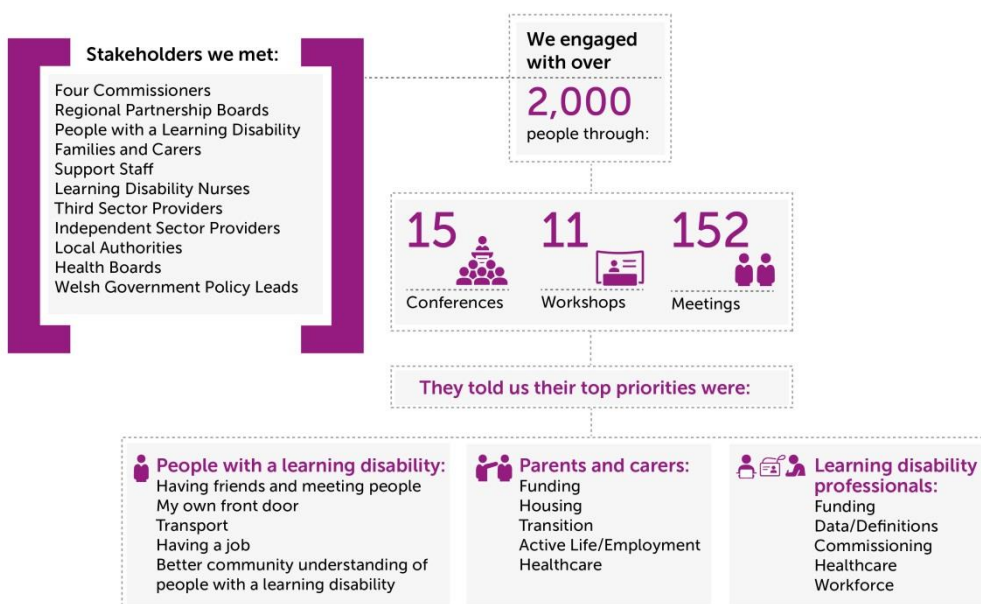 Stakeholders we met:
Four Commissioners
Regional Partnership Boards
People with a Learning Disability
Families and Carers
Support Staff
Learning Disability Nurses
Third Sector Providers
Independent Sector Providers
Local Authorities
Health Boards
Welsh Government Policy Leads
We engaged
with over
2,000
people through:
15
Conferences
11
Workshops
152
Meetings
They told us their top priorities were:
People with a learning disability:
Having friends and meeting people
My own front door
Transport
Having a job
Better community understanding of
people with a learning disability
Parents and carers:
Funding
Housing
Transition
Active Life/Employment
Healthcare
Learning disability
professionals:
Funding
Data/Definitions
Commissioning
Healthcare
Workforce